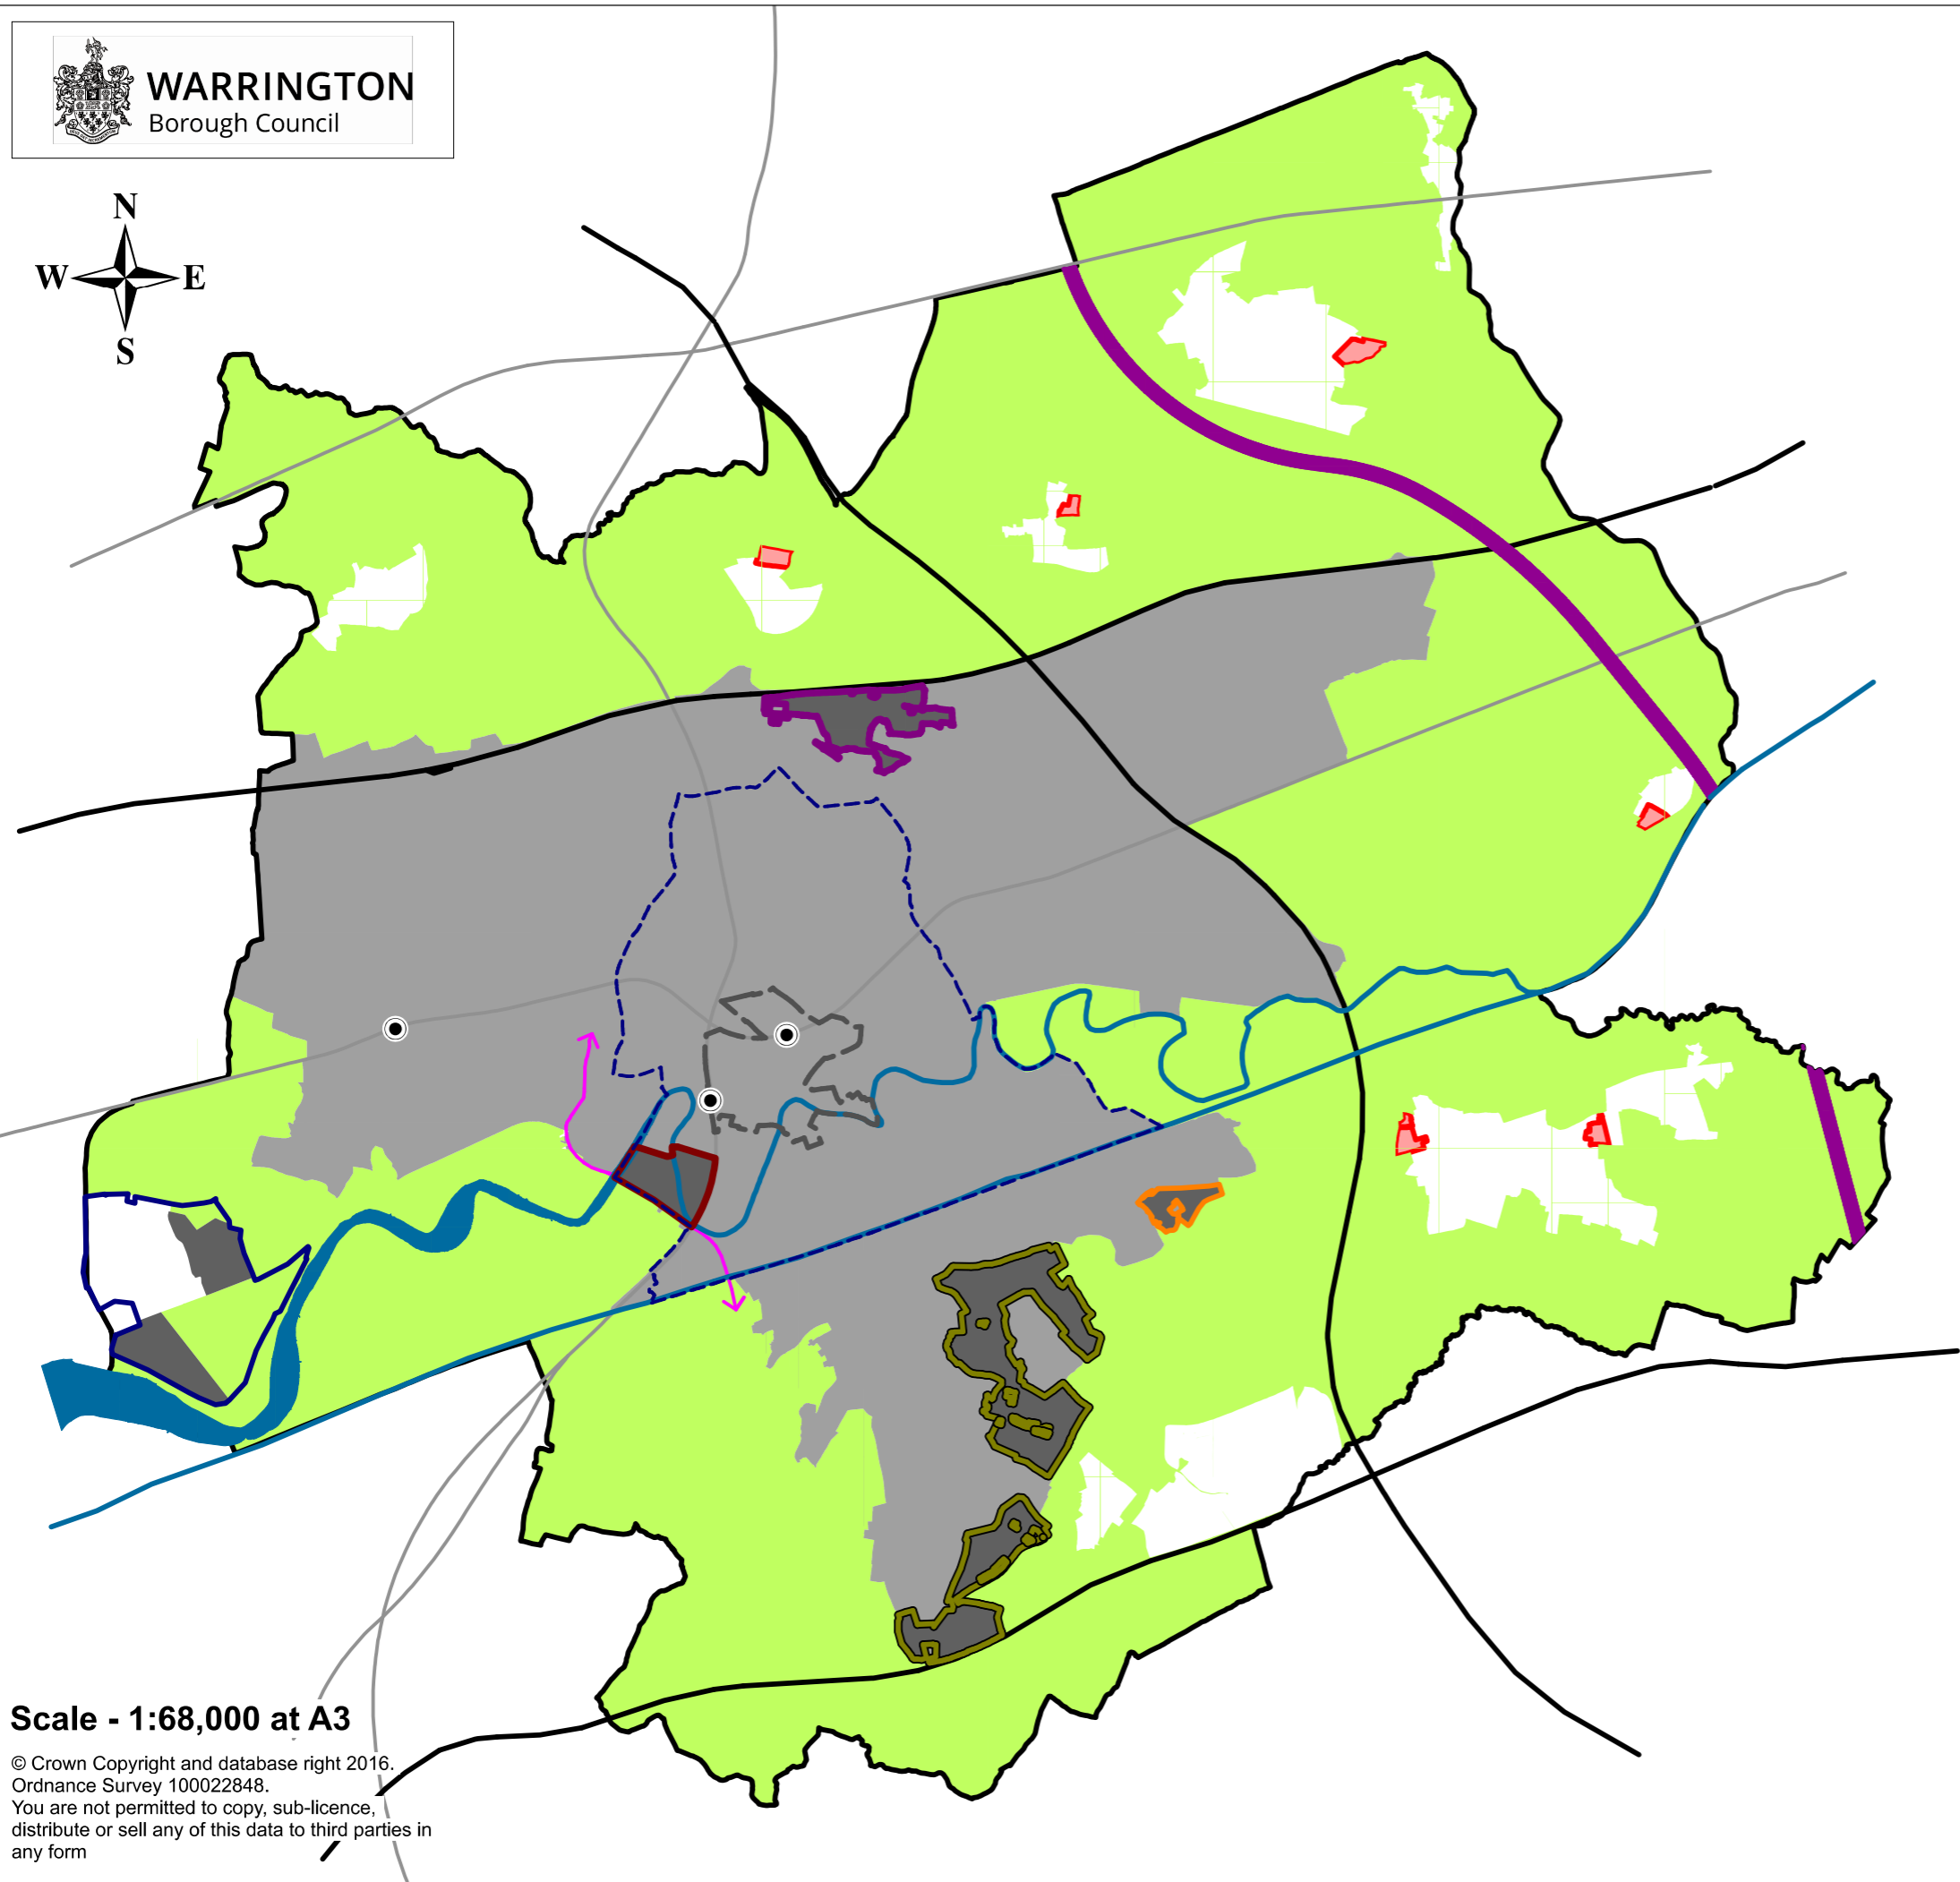 WARRINGTON
Borough Council
N
W
E
S
Scale - 1:68,000 at A3
© Crown Copyright and database right 2016.
Ordnance Survey 100022848.
You are not permitted to copy, sub-licence,
distribute or sell any of this data to third parties in
any form